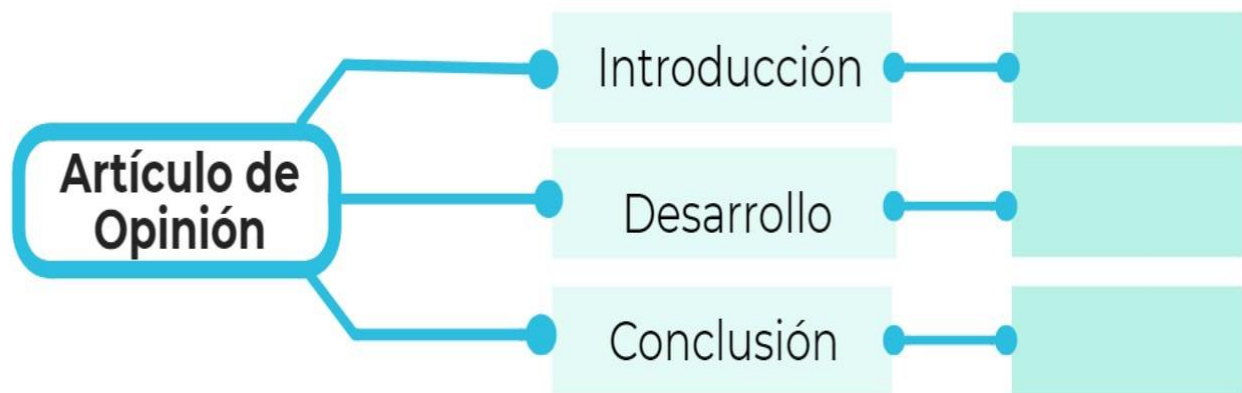 Artículo de
Opinión
Introducción
Desarrollo
Conclusión